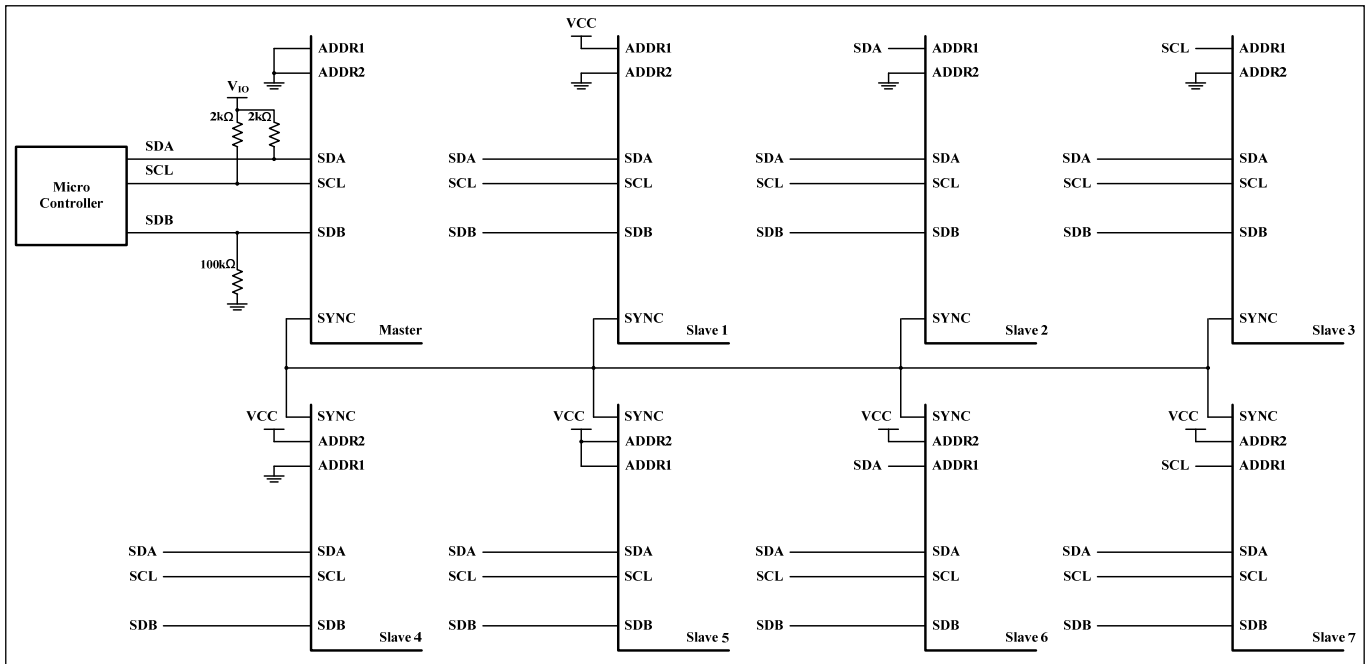 VCC
ADDR1
ADDR2
V_IO
2kΩ 2kΩ
SDA
SCL
SDB
Micro
Controller
100kΩ
SDA
SCL
SDB
SYNC
Master
ADDR1
ADDR2
SDA SDA
SCL SCL
SDB SDB
SYNC
Slave 1
SDA ADDR1
ADDR2
SDA SDA
SCL SCL
SDB SDB
SYNC
Slave 2
SCL ADDR1
ADDR2
SDA SDA
SCL SCL
SDB SDB
SYNC
Slave 3
VCC SYNC
ADDR2
ADDR1
SDA SDA
SCL SCL
SDB SDB
Slave 4
VCC SYNC
ADDR2
ADDR1
SDA SDA
SCL SCL
SDB SDB
Slave 5
VCC SYNC
ADDR2
SDA ADDR1
SDA SDA
SCL SCL
SDB SDB
Slave 6
VCC SYNC
ADDR2
SCL ADDR1
SDA SDA
SCL SCL
SDB SDB
Slave 7